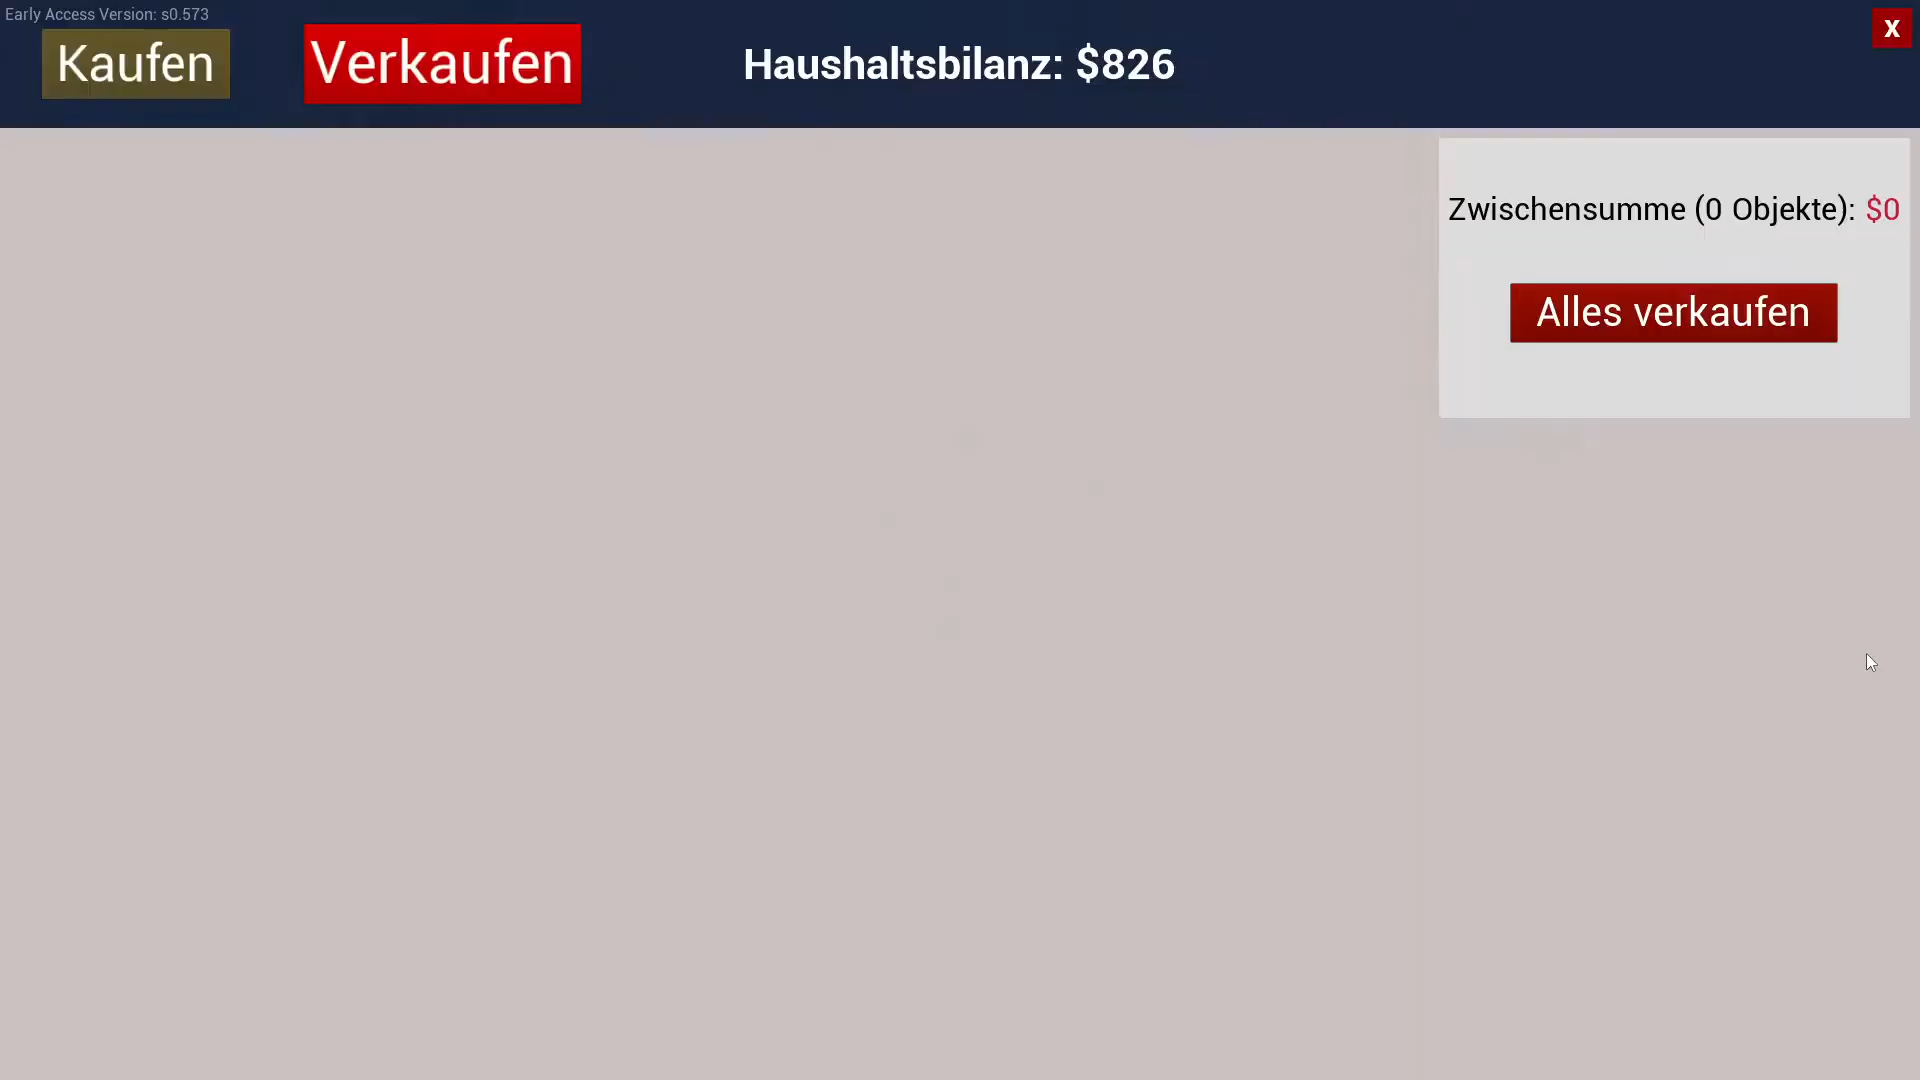 Early Access Version: s0.573
Kaufen
Verkaufen
Haushaltsbilanz: $826
X
Zwischensumme (0 Objekte): $0
Alles verkaufen